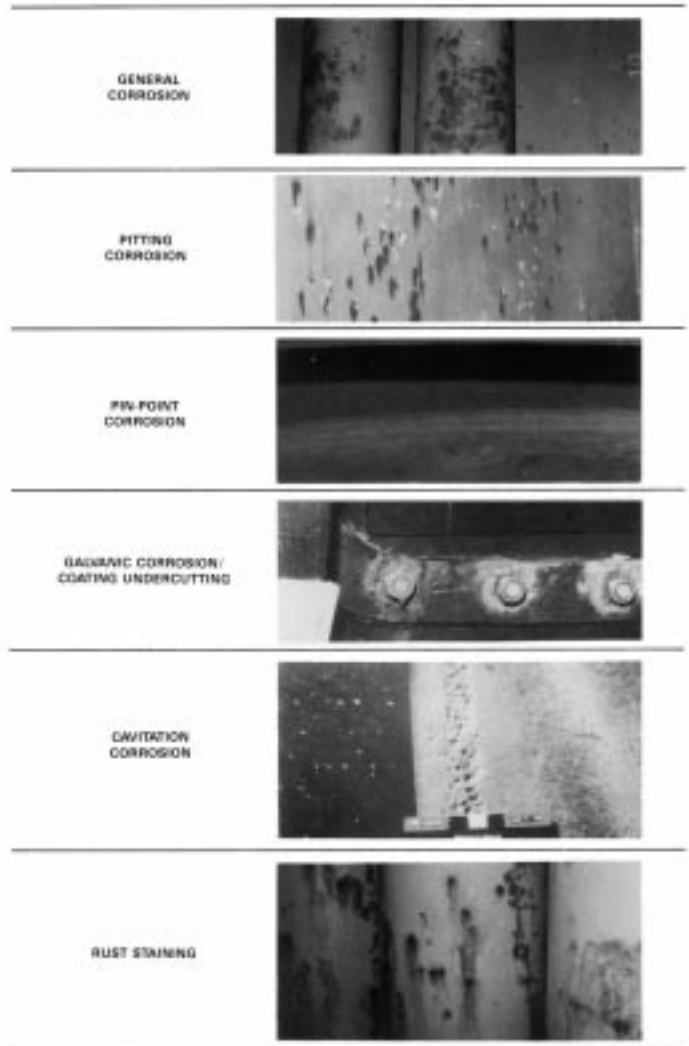 GENERAL
CORROSION
PITTING
CORROSION
PIN-POINT
CORROSION
GALVANIC CORROSION/
COATING UNDERCUTTING
CAVITATION
CORROSION
RUST STAINING